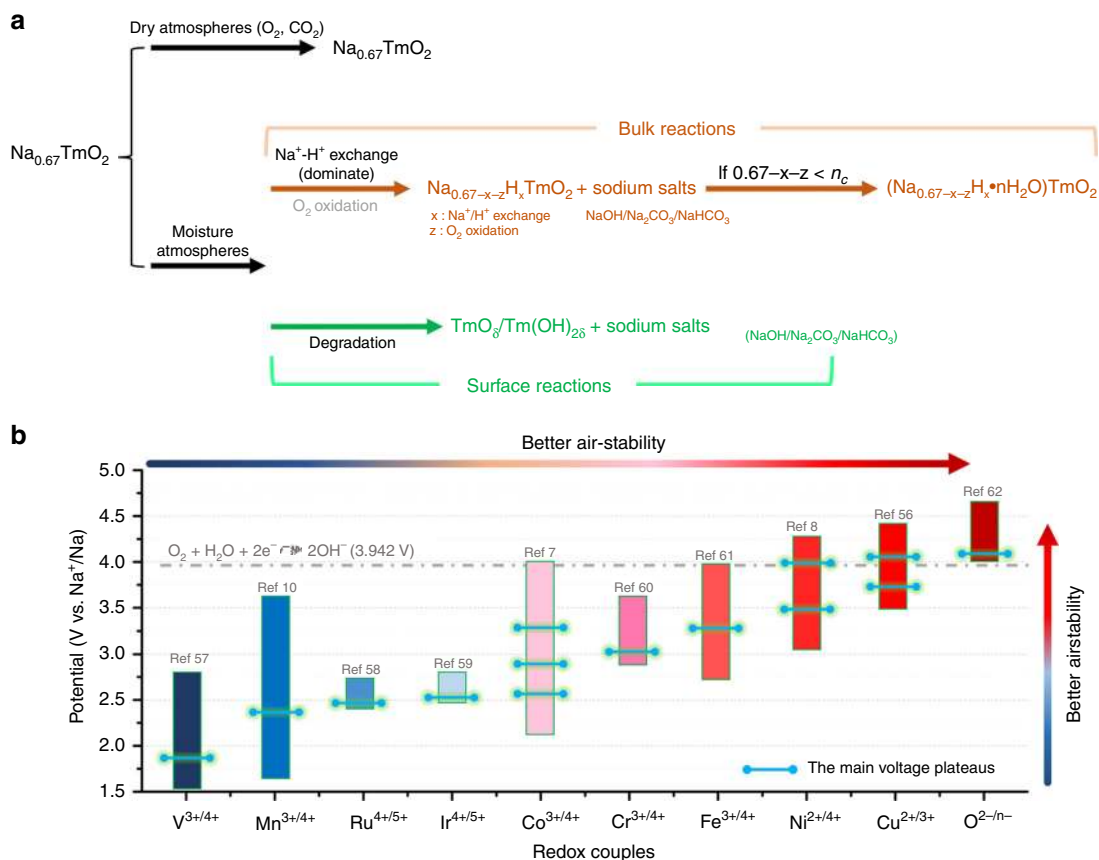 a
Dry atmospheres (O₂, CO₂)
Na₀.₆₇TmO₂
Na₀.₆₇TmO₂
Bulk reactions
Na⁺-H⁺ exchange
(dominate)
O₂ oxidation
Na₀.₆₇₋ₓ₋zHₓTmO₂ + sodium salts
x : Na⁺/H⁺ exchange
z : O₂ oxidation
NaOH/Na₂CO₃/NaHCO₃
If 0.67–x–z < n_c
(Na₀.₆₇₋ₓ₋zHₓ•nH₂O)TmO₂
Moisture
atmospheres
Degradation
TmO_δ/Tm(OH)₂δ + sodium salts
(NaOH/Na₂CO₃/NaHCO₃)
Surface reactions
b
Better air-stability
Potential (V vs. Na⁺/Na)
5.0
4.5
4.0
3.5
3.0
2.5
2.0
1.5
O₂ + H₂O + 2e⁻ 2OH⁻ (3.942 V)
Ref 57
Ref 10
Ref 58
Ref 59
Ref 7
Ref 60
Ref 61
Ref 8
Ref 56
Ref 62
The main voltage plateaus
Better airstability
V³⁺/⁴⁺
Mn³⁺/⁴⁺
Ru⁴⁺/⁵⁺
Ir⁴⁺/⁵⁺
Co³⁺/⁴⁺
Cr³⁺/⁴⁺
Fe³⁺/⁴⁺
Ni²⁺/⁴⁺
Cu²⁺/³⁺
O²⁻/ⁿ⁻
Redox couples